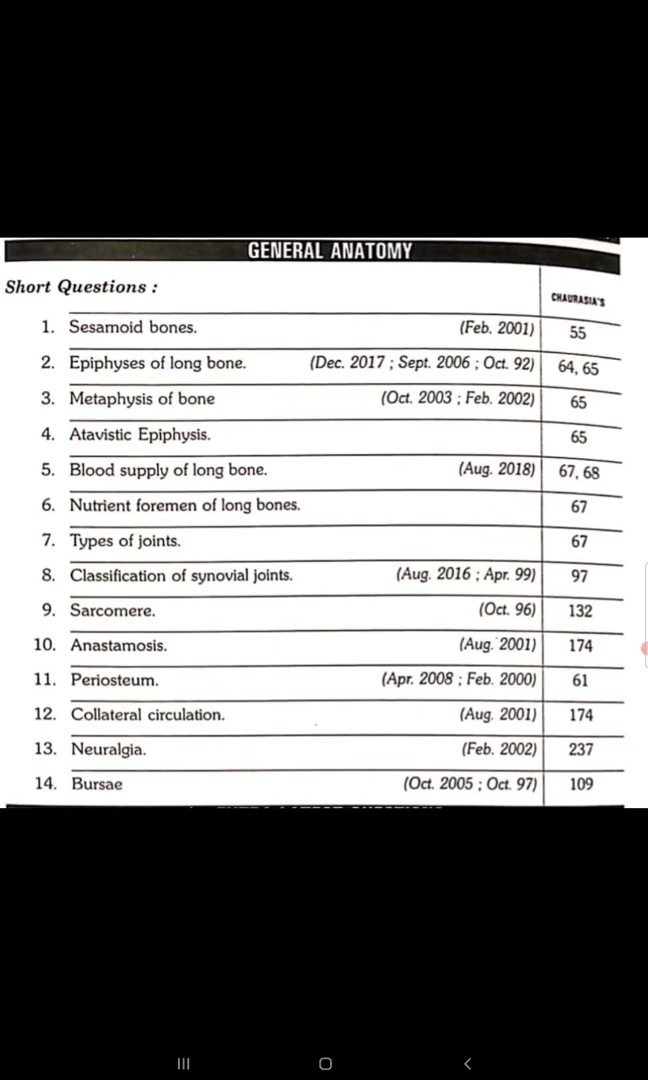 GENERAL ANATOMY
Short Questions :
CHAURASIA'S
1. Sesamoid bones. (Feb. 2001) 55
2. Epiphyses of long bone. (Dec. 2017 ; Sept. 2006 ; Oct. 92) 64, 65
3. Metaphysis of bone (Oct. 2003 ; Feb. 2002) 65
4. Atavistic Epiphysis. 65
5. Blood supply of long bone. (Aug. 2018) 67, 68
6. Nutrient foremen of long bones. 67
7. Types of joints. 67
8. Classification of synovial joints. (Aug. 2016 ; Apr. 99) 97
9. Sarcomere. (Oct. 96) 132
10. Anastamosis. (Aug. 2001) 174
11. Periosteum. (Apr. 2008 ; Feb. 2000) 61
12. Collateral circulation. (Aug. 2001) 174
13. Neuralgia. (Feb. 2002) 237
14. Bursae (Oct. 2005 ; Oct. 97) 109